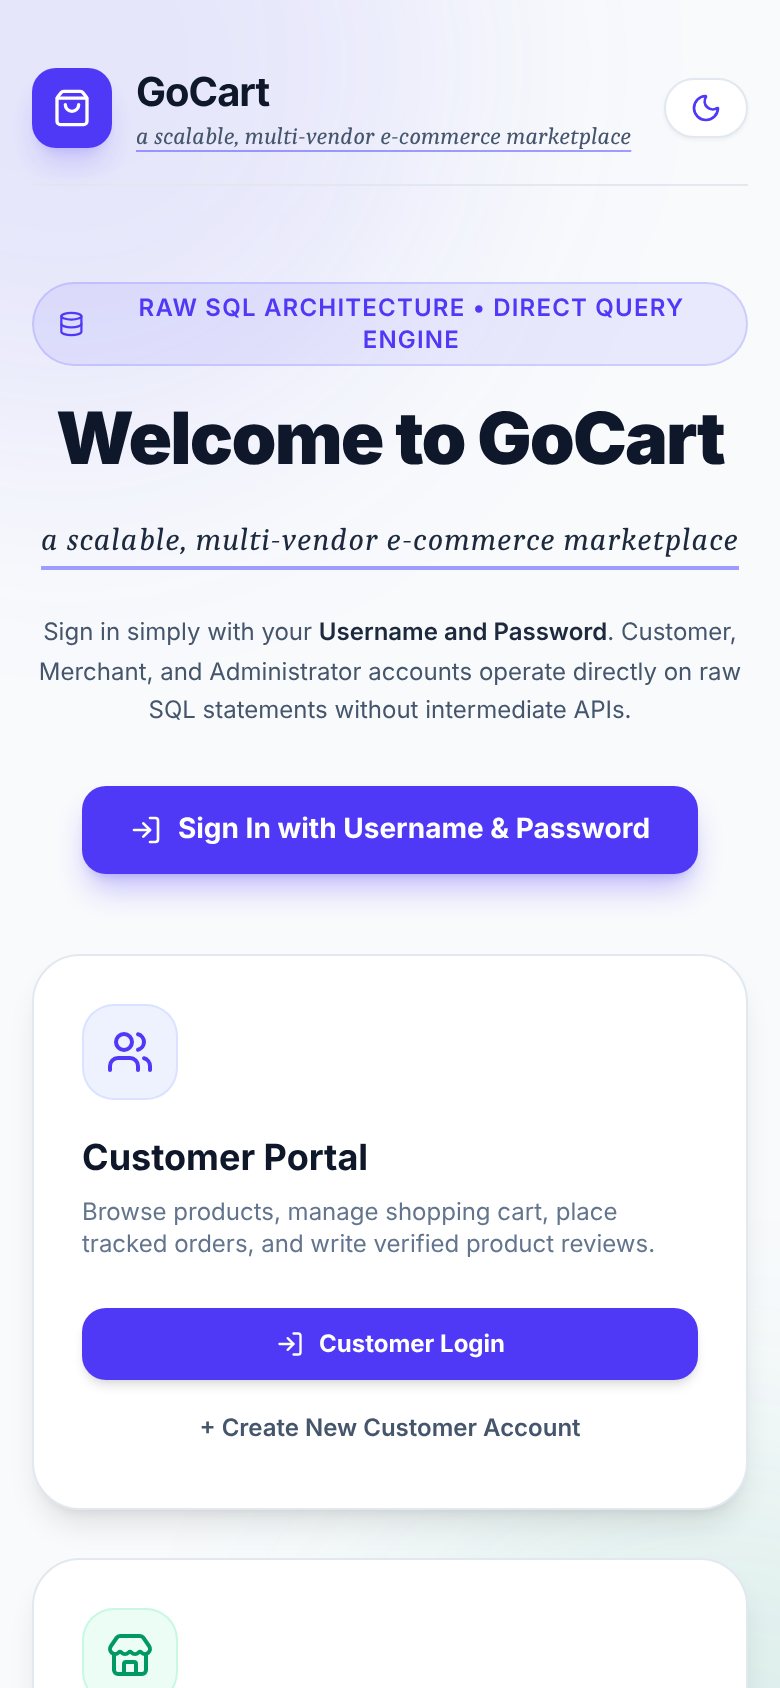 GoCart
a scalable, multi-vendor e-commerce marketplace
RAW SQL ARCHITECTURE • DIRECT QUERY
ENGINE
Welcome to GoCart
a scalable, multi-vendor e-commerce marketplace
Sign in simply with your Username and Password. Customer,
Merchant, and Administrator accounts operate directly on raw
SQL statements without intermediate APIs.
Sign In with Username & Password
Customer Portal
Browse products, manage shopping cart, place
tracked orders, and write verified product reviews.
Customer Login
+ Create New Customer Account